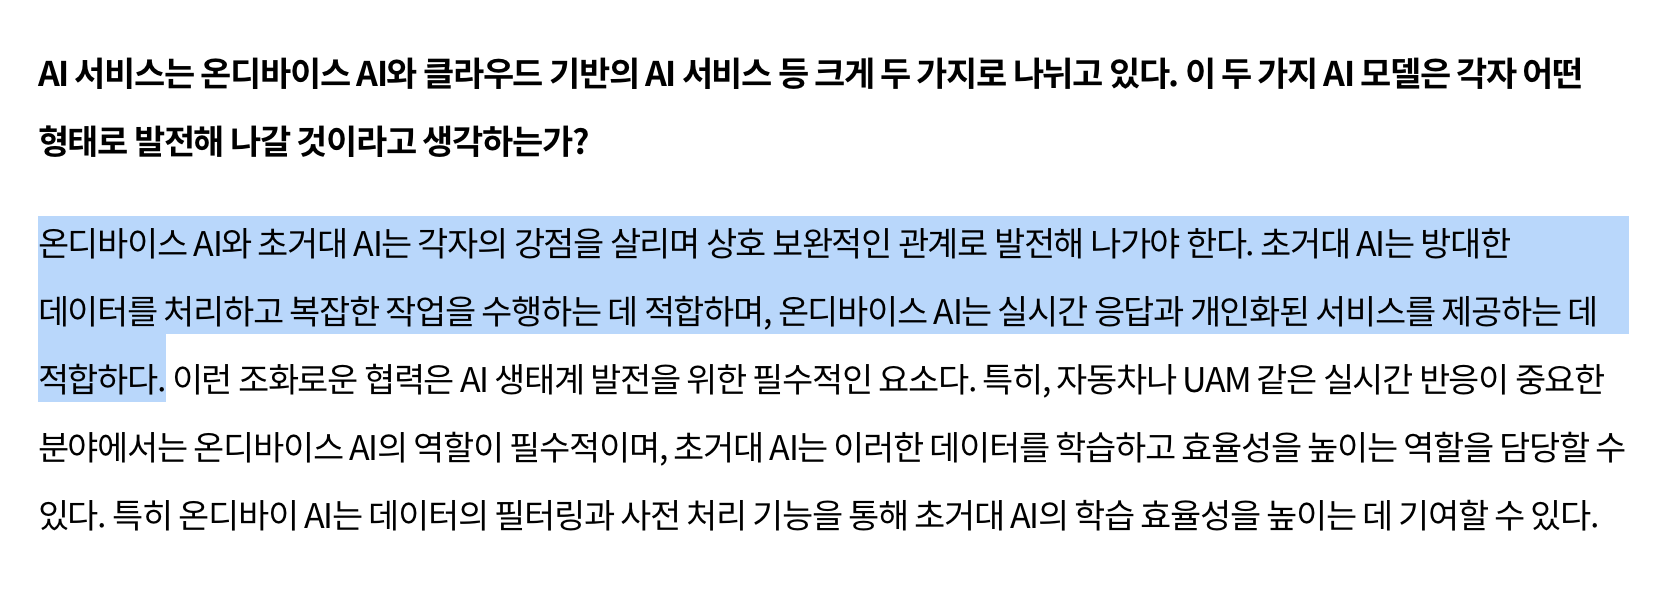 AI 서비스는 온디바이스 AI와 클라우드 기반의 AI 서비스 등 크게 두 가지로 나뉘고 있다. 이 두 가지 AI 모델은 각자 어떤
형태로 발전해 나갈 것이라고 생각하는가?
온디바이스 AI와 초거대 AI는 각자의 강점을 살리며 상호 보완적인 관계로 발전해 나가야 한다. 초거대 AI는 방대한
데이터를 처리하고 복잡한 작업을 수행하는 데 적합하며, 온디바이스 AI는 실시간 응답과 개인화된 서비스를 제공하는 데
적합하다. 이런 조화로운 협력은 AI 생태계 발전을 위한 필수적인 요소다. 특히, 자동차나 UAM 같은 실시간 반응이 중요한
분야에서는 온디바이스 AI의 역할이 필수적이며, 초거대 AI는 이러한 데이터를 학습하고 효율성을 높이는 역할을 담당할 수
있다. 특히 온디바이 AI는 데이터의 필터링과 사전 처리 기능을 통해 초거대 AI의 학습 효율성을 높이는 데 기여할 수 있다.